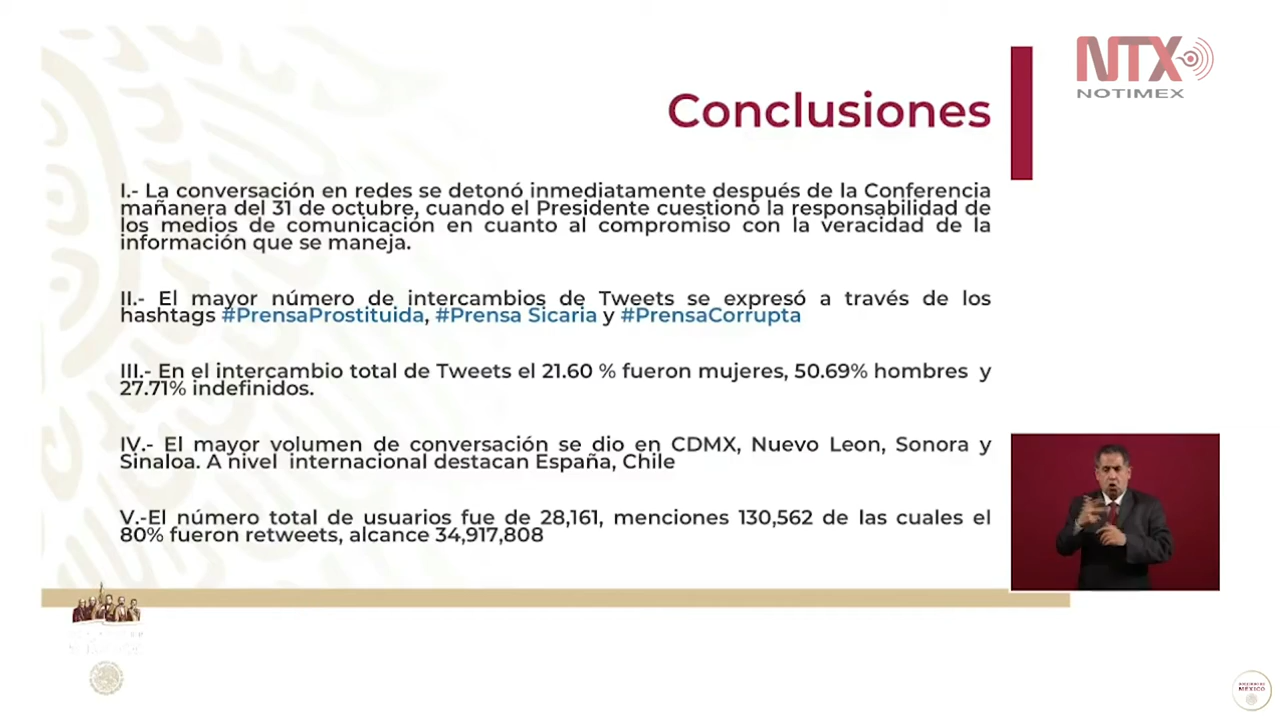 NTX
NOTIMEX
Conclusiones
I.- La conversación en redes se detonó inmediatamente después de la Conferencia
mañanera del 31 de octubre, cuando el Presidente cuestionó la responsabilidad de
los medios de comunicación en cuanto al compromiso con la veracidad de la
información que se maneja.
II.- El mayor número de intercambios de Tweets se expresó a través de los
hashtags #PrensaProstituida, #Prensa Sicaria y #PrensaCorrupta
III.- En el intercambio total de Tweets el 21.60 % fueron mujeres, 50.69% hombres y
27.71% indefinidos.
IV.- El mayor volumen de conversación se dio en CDMX, Nuevo Leon, Sonora y
Sinaloa. A nivel internacional destacan España, Chile
V.-El número total de usuarios fue de 28,161, menciones 130,562 de las cuales el
80% fueron retweets, alcance 34,917,808
MÉXICO